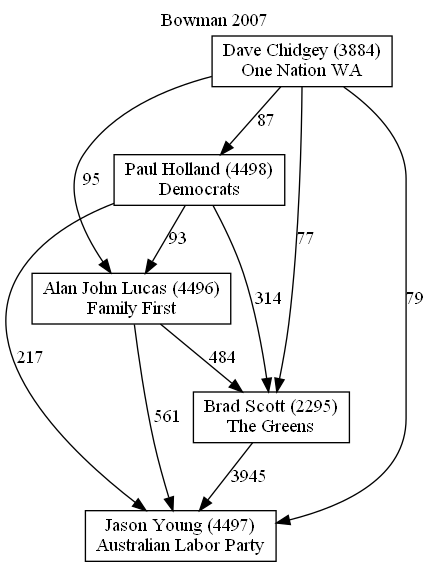 Bowman 2007
Dave Chidgey (3884)
One Nation WA
87
Paul Holland (4498)
Democrats
95
93
77
Alan John Lucas (4496)
Family First
314
79
217
484
561
Brad Scott (2295)
The Greens
3945
Jason Young (4497)
Australian Labor Party